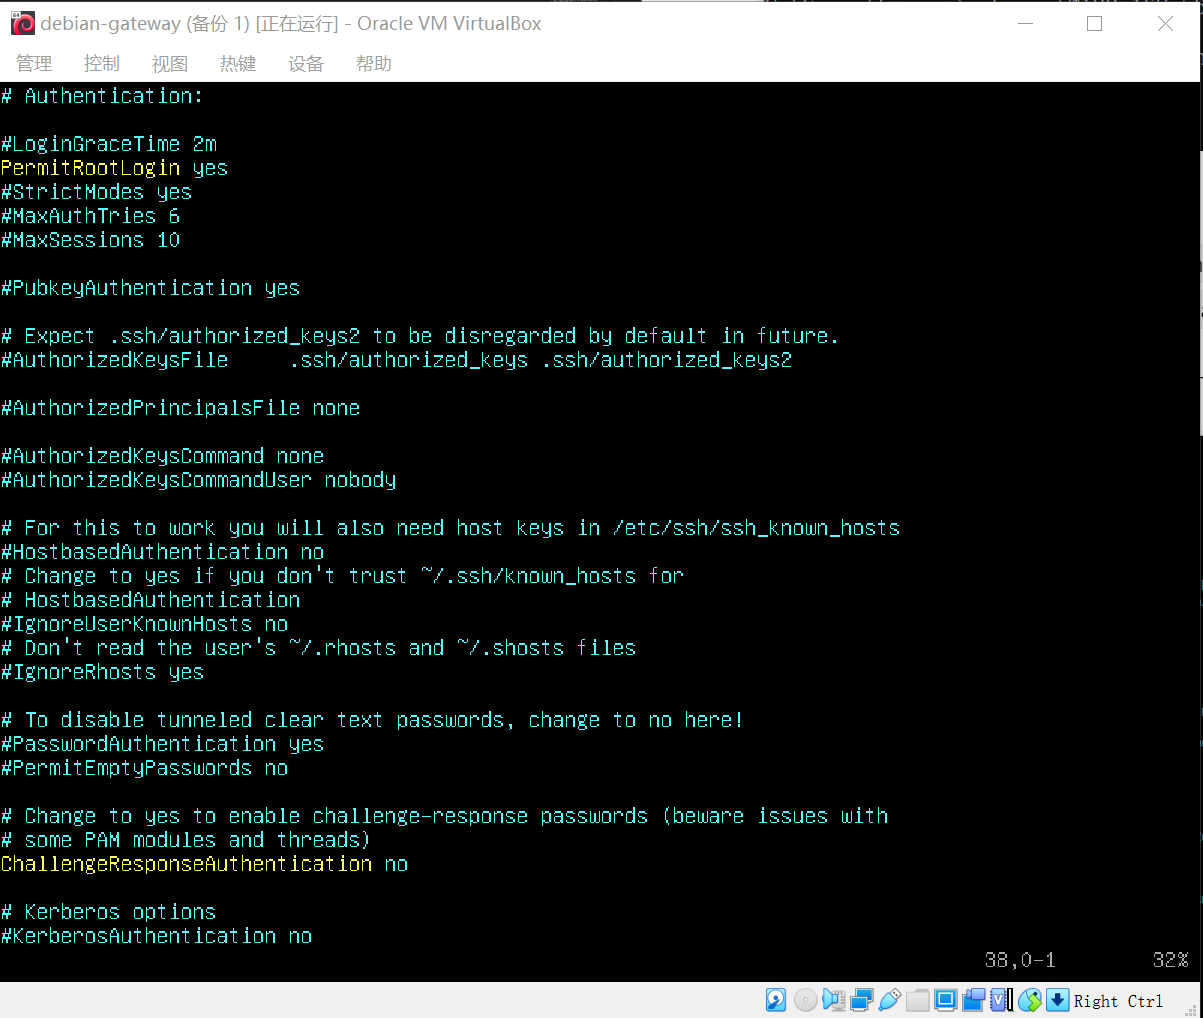 debian-gateway (备份 1) [正在运行] - Oracle VM VirtualBox
管理 控制 视图 热键 设备 帮助
# Authentication:
#LoginGraceTime 2m
PermitRootLogin yes
#StrictModes yes
#MaxAuthTries 6
#MaxSessions 10
#PubkeyAuthentication yes
# Expect .ssh/authorized_keys2 to be disregarded by default in future.
#AuthorizedKeysFile     .ssh/authorized_keys .ssh/authorized_keys2
#AuthorizedPrincipalsFile none
#AuthorizedKeysCommand none
#AuthorizedKeysCommandUser nobody
# For this to work you will also need host keys in /etc/ssh/ssh_known_hosts
#HostbasedAuthentication no
# Change to yes if you don't trust ~/.ssh/known_hosts for
# HostbasedAuthentication
#IgnoreUserKnownHosts no
# Don't read the user's ~/.rhosts and ~/.shosts files
#IgnoreRhosts yes
# To disable tunneled clear text passwords, change to no here!
#PasswordAuthentication yes
#PermitEmptyPasswords no
# Change to yes to enable challenge-response passwords (beware issues with
# some PAM modules and threads)
ChallengeResponseAuthentication no
# Kerberos options
#KerberosAuthentication no
38,0-1 32%
Right Ctrl